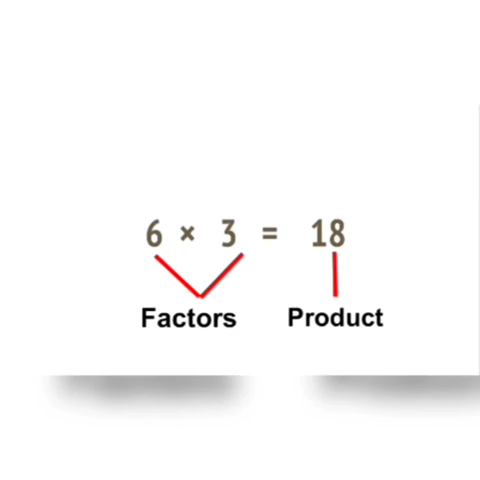 6 × 3 = 18
Factors Product